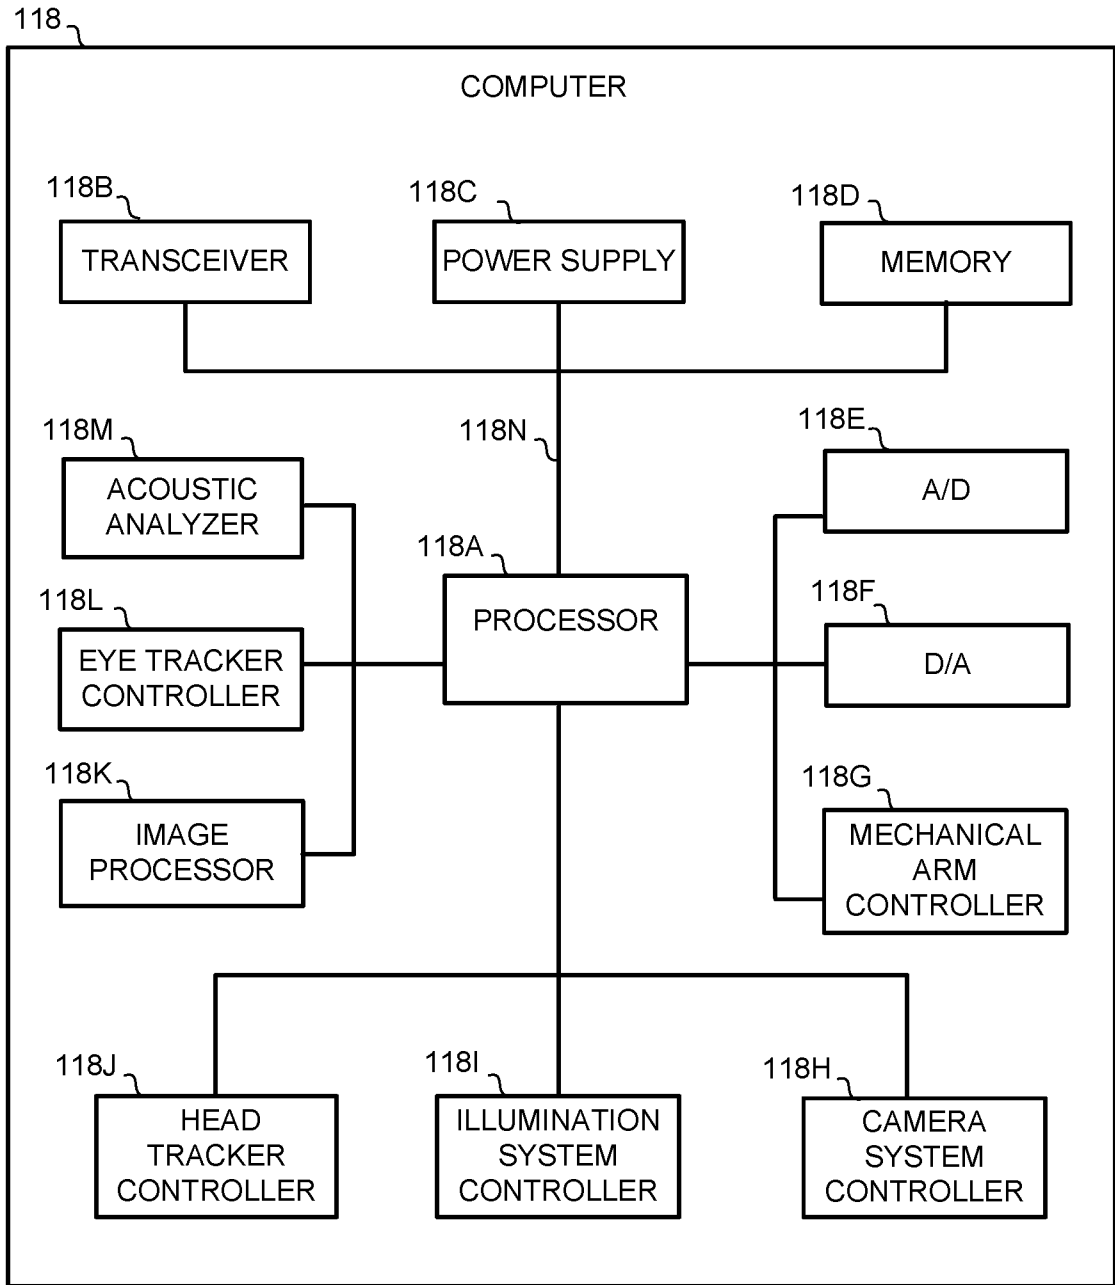 118
COMPUTER
118B
TRANSCEIVER
118C
POWER SUPPLY
118D
MEMORY
118M
ACOUSTIC
ANALYZER
118N
118E
A/D
118A
PROCESSOR
118L
EYE TRACKER
CONTROLLER
118F
D/A
118K
IMAGE
PROCESSOR
118G
MECHANICAL
ARM
CONTROLLER
118J
HEAD
TRACKER
CONTROLLER
118I
ILLUMINATION
SYSTEM
CONTROLLER
118H
CAMERA
SYSTEM
CONTROLLER